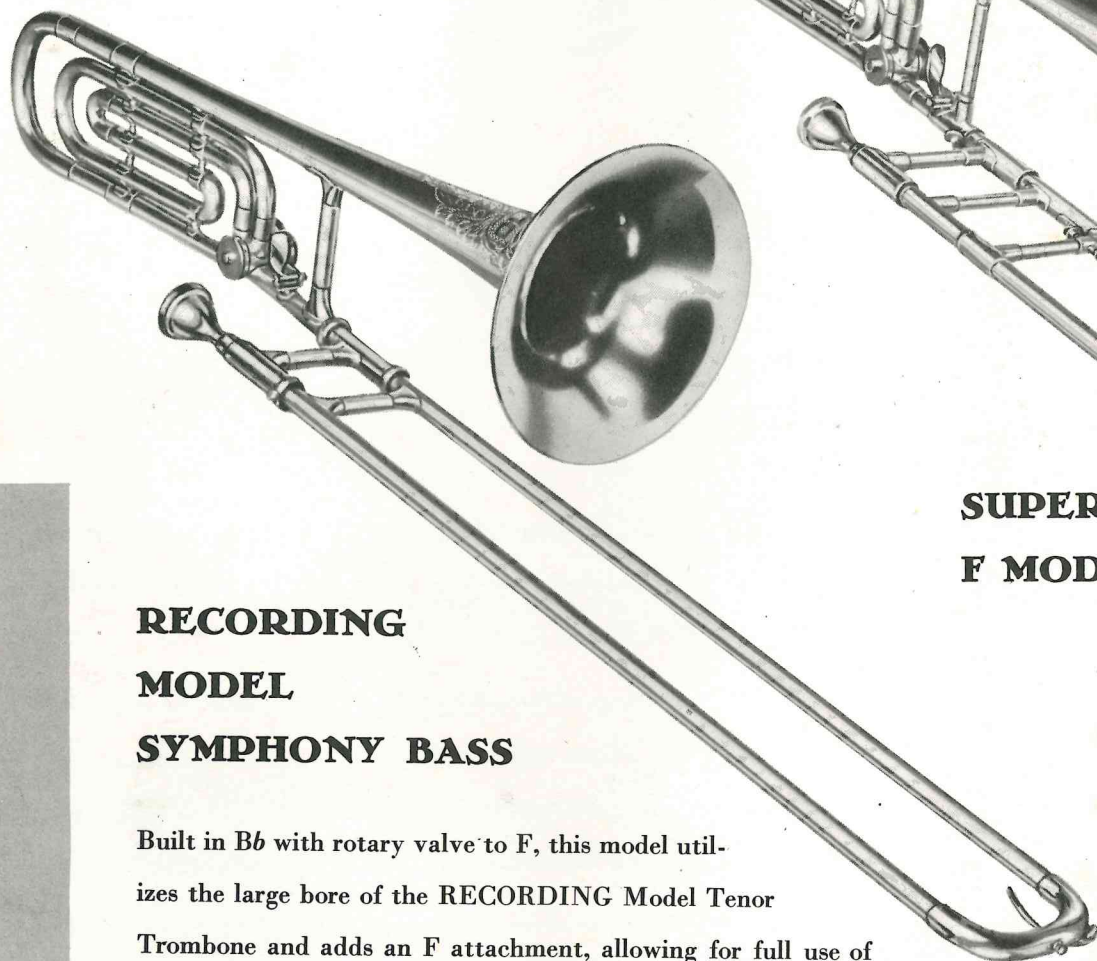 RECORDING
MODEL
SYMPHONY BASS
Built in Bb with rotary valve to F, this model util-
izes the large bore of the RECORDING Model Tenor
Trombone and adds an F attachment, allowing for full use of
SUPER
F MOD